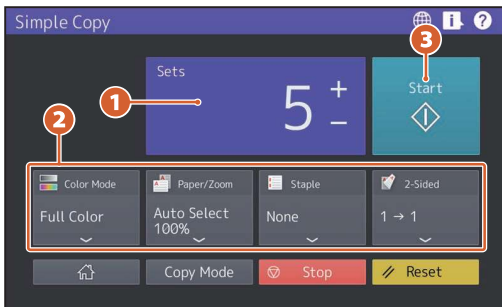 Simple Copy
i
?
3
Sets
Start
1
5 + -
2
Color Mode
Paper/Zoom
Staple
2-Sided
Full Color
Auto Select
100%
None
1 → 1
Copy Mode
Stop
Reset